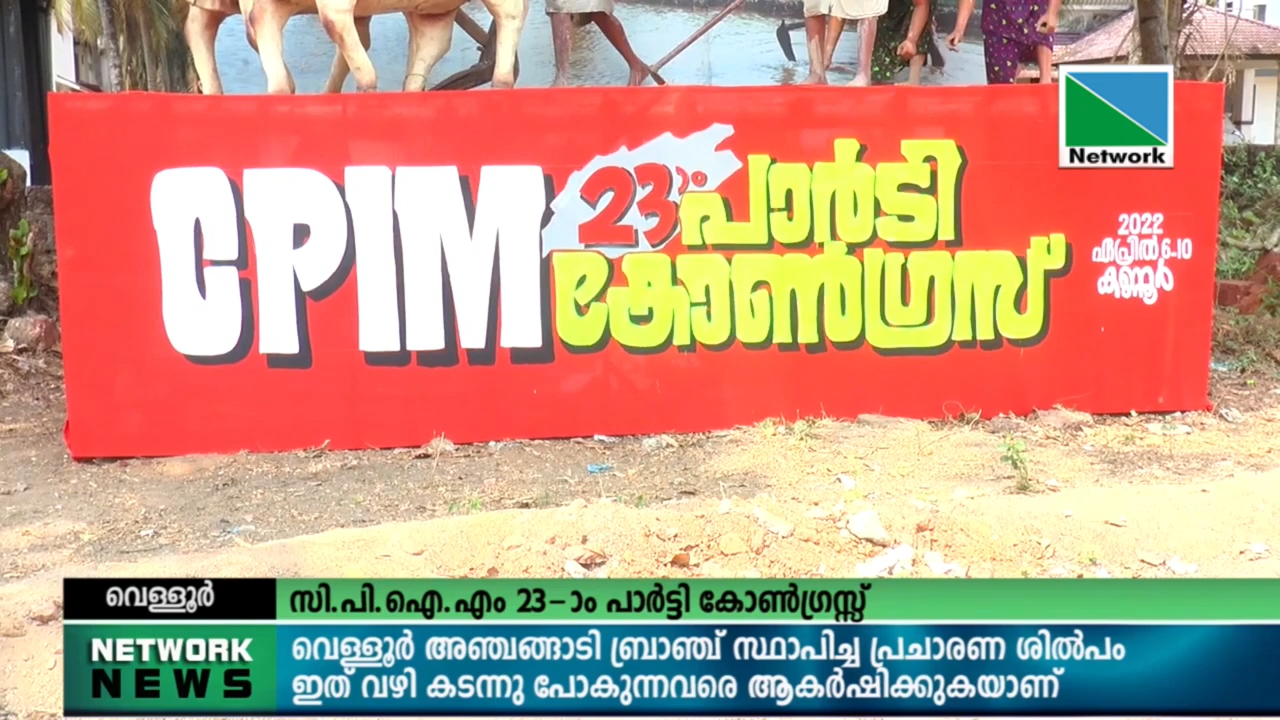 Network
CPIM
23ാം
പാർടി
കോൺഗ്രസ്
2022
ഏപ്രിൽ 6-10
കണ്ണൂർ
വെള്ളൂർ
സി.പി.ഐ.എം 23-ാം പാർട്ടി കോൺഗ്രസ്സ്
NETWORK
NEWS
വെള്ളൂർ അഞ്ചങ്ങാടി ബ്രാഞ്ച് സ്ഥാപിച്ച പ്രചാരണ ശിൽപം
ഇത് വഴി കടന്നു പോകുന്നവരെ ആകർഷിക്കുകയാണ്